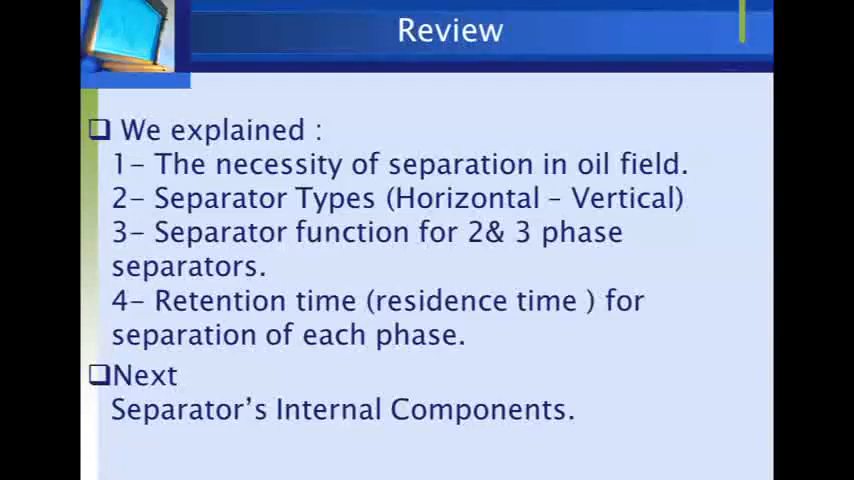 Review
❑ We explained :
1- The necessity of separation in oil field.
2- Separator Types (Horizontal – Vertical)
3- Separator function for 2& 3 phase
separators.
4- Retention time (residence time ) for
separation of each phase.
❑Next
Separator’s Internal Components.